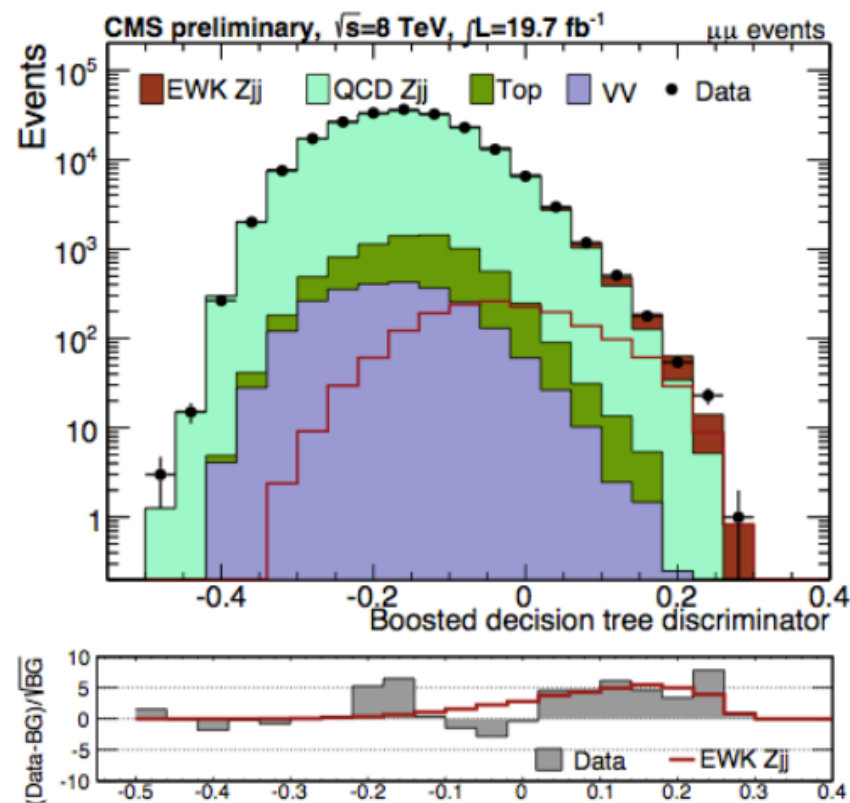 CMS preliminary, √s=8 TeV, ∫L=19.7 fb⁻¹ μμ events
Events
EWK Zjj QCD Zjj Top VV Data
10⁵
10⁴
10³
10²
10
1
-0.4 -0.2 0 0.2 0.4
Boosted decision tree discriminator
(Data-BG)/√BG
10
5
0
-5
-10
Data EWK Zjj
-0.5 -0.4 -0.3 -0.2 -0.1 0 0.1 0.2 0.3 0.4